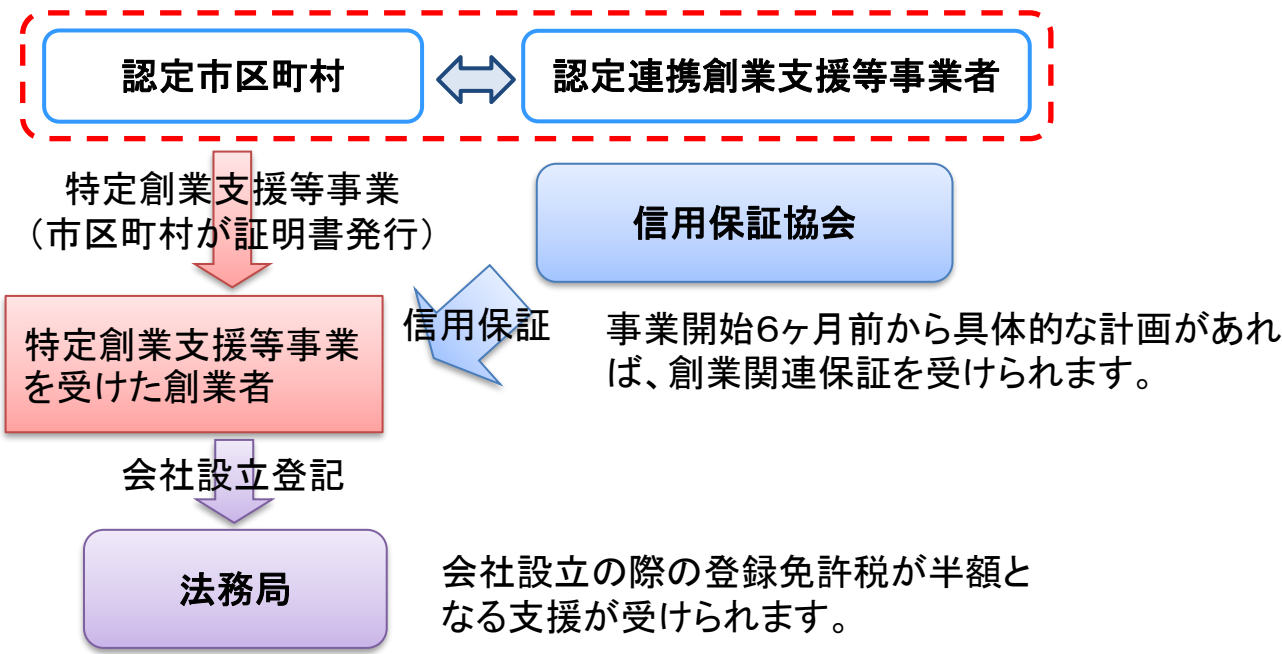 認定市区町村
認定連携創業支援等事業者
特定創業支援等事業
（市区町村が証明書発行）
信用保証協会
信用保証
事業開始６ヶ月前から具体的な計画があれ
ば、創業関連保証を受けられます。
特定創業支援等事業
を受けた創業者
会社設立登記
法務局
会社設立の際の登録免許税が半額と
なる支援が受けられます。